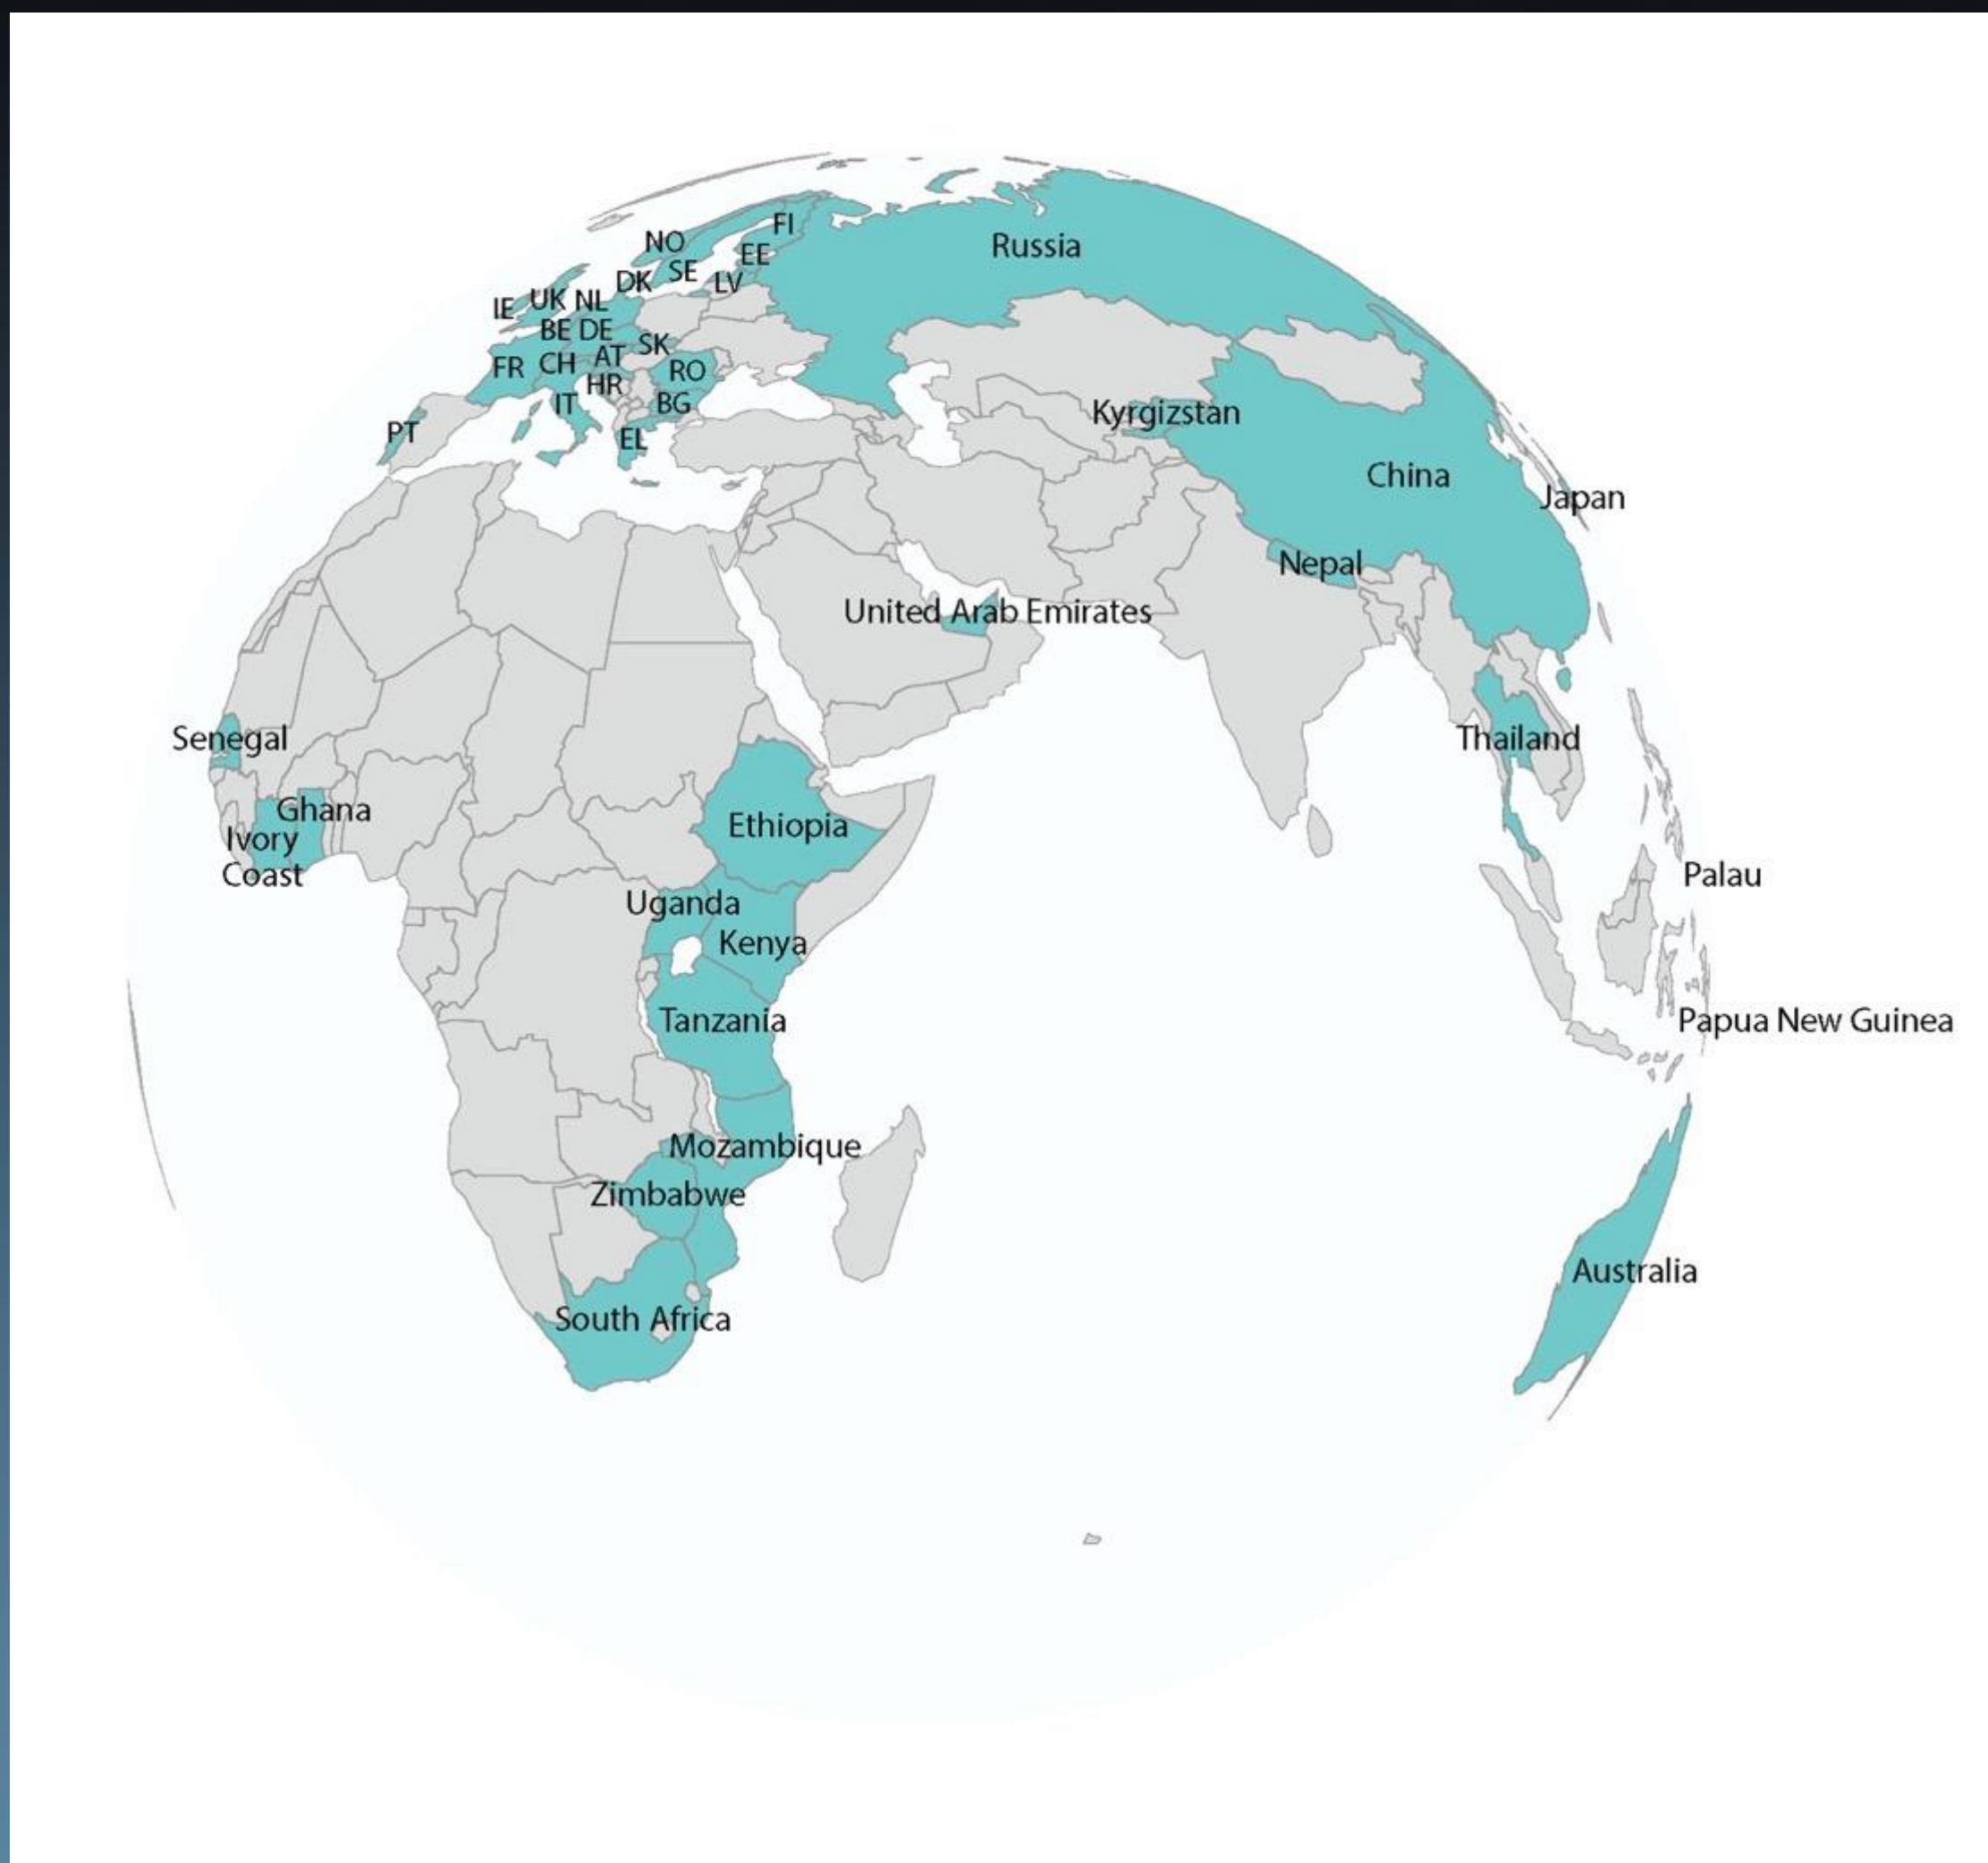 FI
NO
EE
Russia
SE
DK
LV
UK
NL
IE
BE
DE
SK
AT
CH
FR
RO
HR
IT
BG
Kyrgizstan
PT
EL
China
Japan
Nepal
United Arab Emirates
Senegal
Thailand
Ghana
Ethiopia
Ivory
Coast
Palau
Uganda
Kenya
Tanzania
Papua New Guinea
Mozambique
Zimbabwe
Australia
South Africa